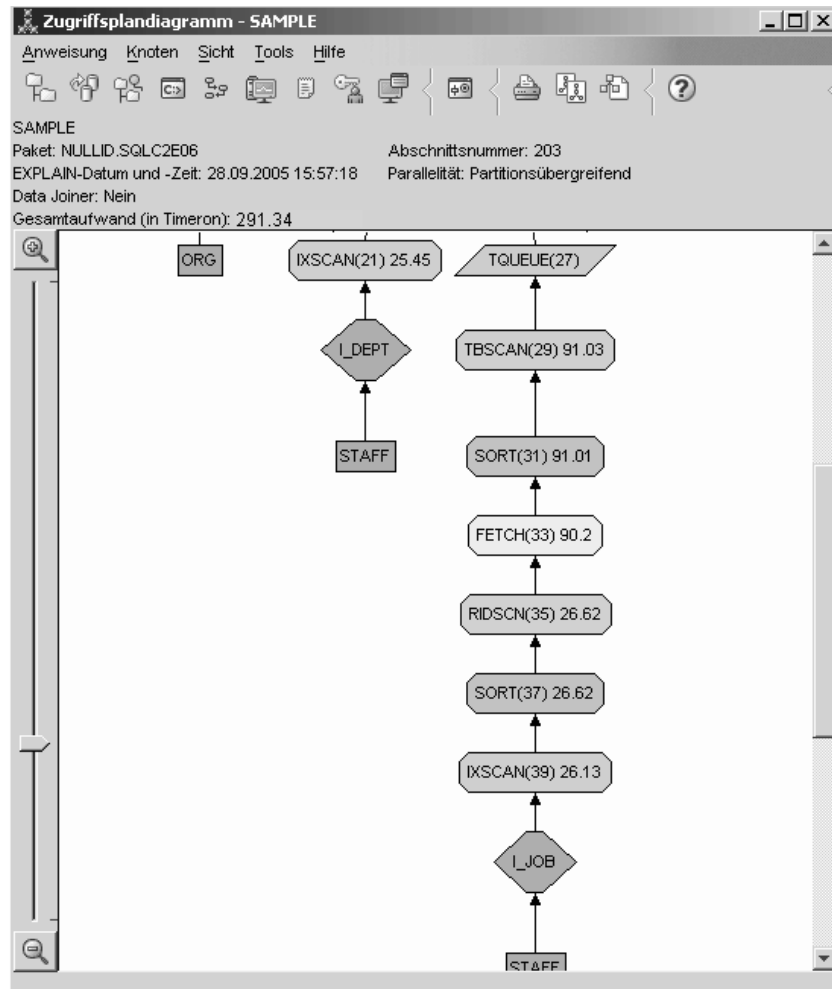 Zugriffsplandiagramm - SAMPLE
Anweisung Knoten Sicht Tools Hilfe
SAMPLE
Paket: NULLID.SQLC2E06 Abschnittsnummer: 203
EXPLAIN-Datum und -Zeit: 28.09.2005 15:57:18 Parallelität: Partitionsübergreifend
Data Joiner: Nein
Gesamtaufwand (in Timeron): 291.34
ORG IXSCAN(21) 25.45 TQUEUE(27)
I_DEPT TBSCAN(29) 91.03
STAFF SORT(31) 91.01
FETCH(33) 90.2
RIDSCN(35) 26.62
SORT(37) 26.62
IXSCAN(39) 26.13
I_JOB
STAFF